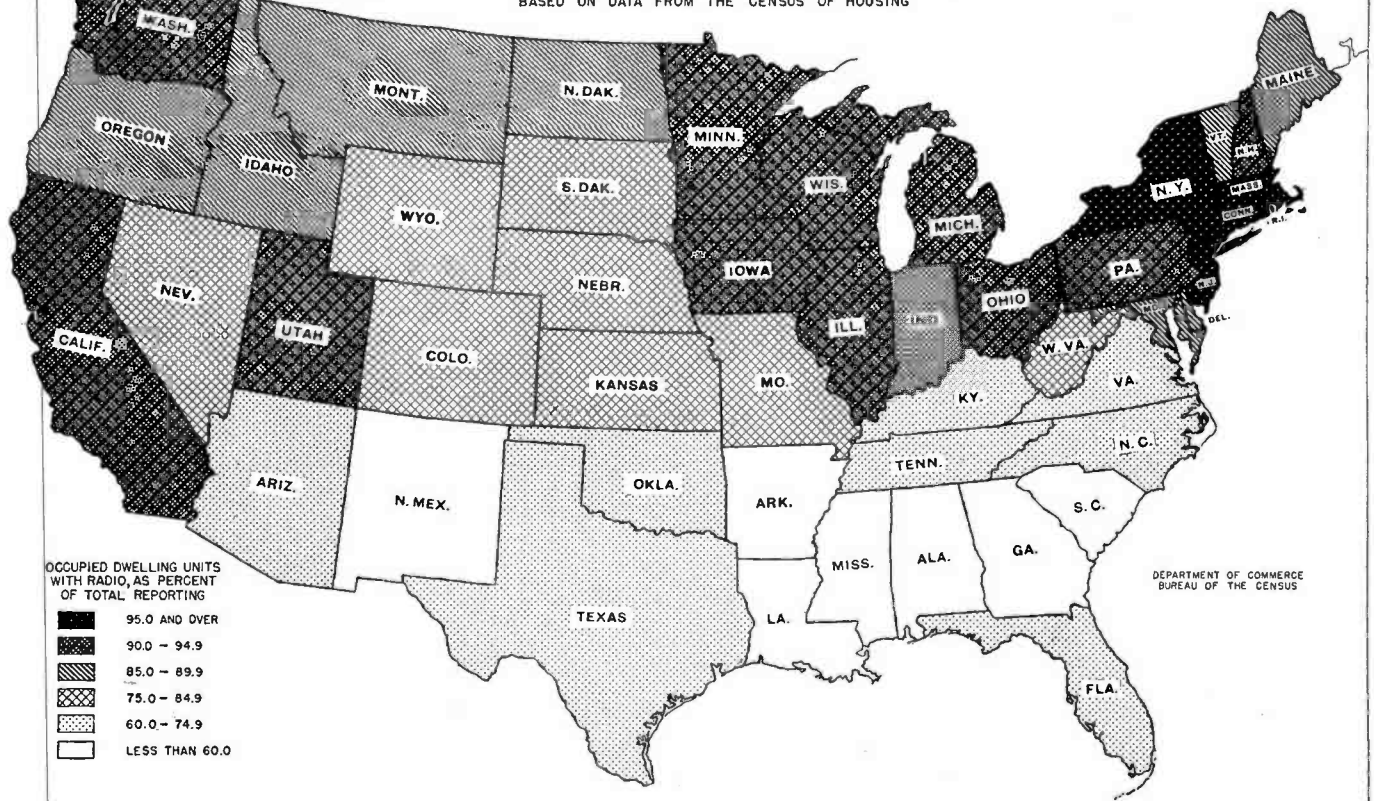 BASED ON DATA FROM THE CENSUS OF HOUSING
WASH.
MONT.
N. DAK.
MINN.
MAINE
OREGON
IDAHO
VT.
N.H.
S. DAK.
WIS.
N.Y.
MASS.
WYO.
MICH.
CONN.
R.I.
IOWA
PA.
NEV.
NEBR.
OHIO
N.J.
UTAH
ILL.
IND.
DEL.
CALIF.
COLO.
W. VA.
KANSAS
MO.
VA.
KY.
N. C.
TENN.
ARIZ.
OKLA.
N. MEX.
ARK.
S. C.
GA.
ALA.
MISS.
TEXAS
LA.
FLA.
OCCUPIED DWELLING UNITS
WITH RADIO, AS PERCENT
OF TOTAL REPORTING
95.0 AND OVER
90.0 – 94.9
85.0 – 89.9
75.0 – 84.9
60.0 – 74.9
LESS THAN 60.0
DEPARTMENT OF COMMERCE
BUREAU OF THE CENSUS